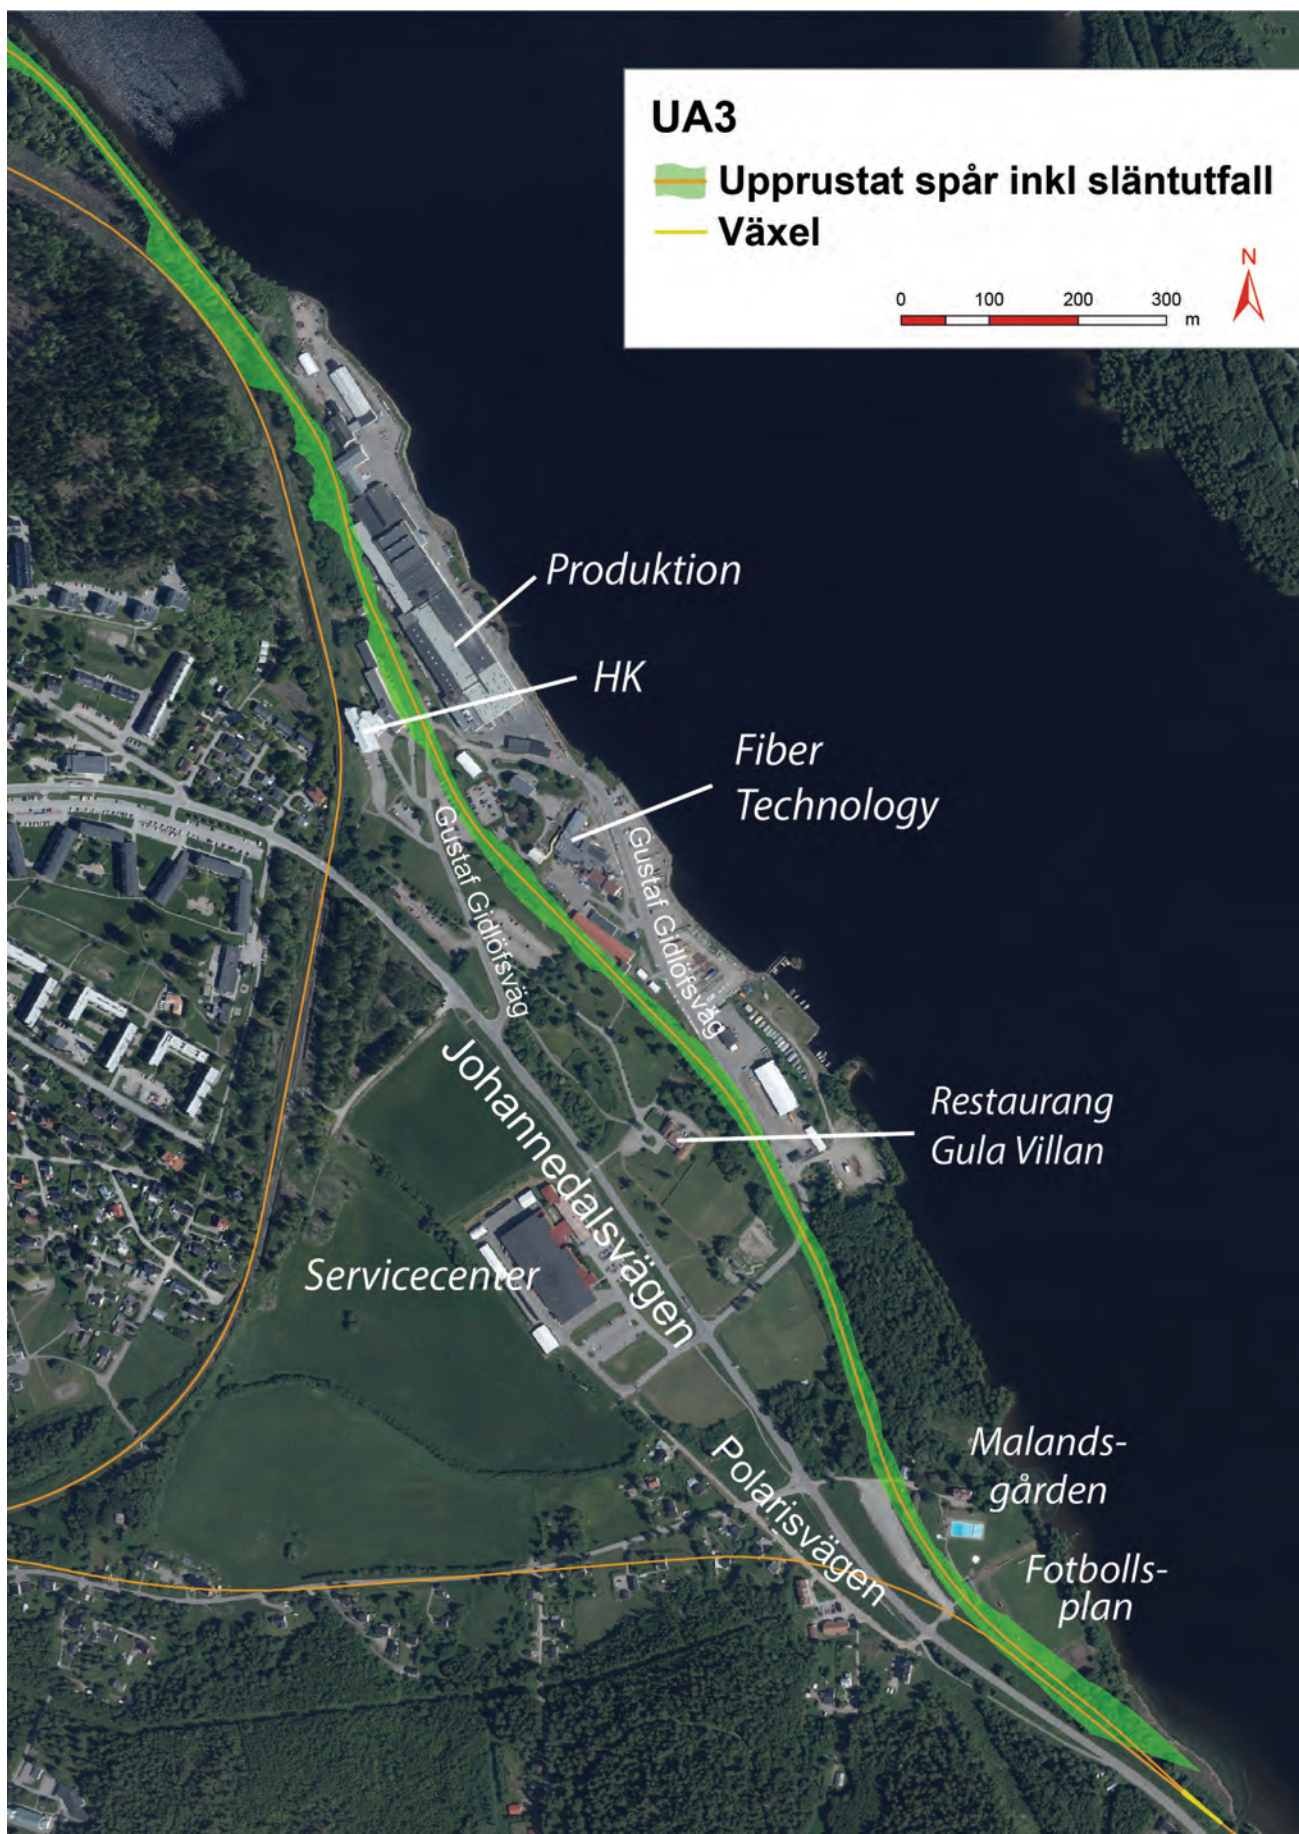 UA3
Upprustat spår inkl släntutfall
Växel
N
0 100 200 300
m
Produktion
HK
Fiber
Technology
Gustaf Gidlöfsväg
Gustaf Gidlöfsväg
Johannedalsvägen
Restaurang
Gula Villan
Servicecenter
Polarisvägen
Malands-
gården
Fotbolls-
plan